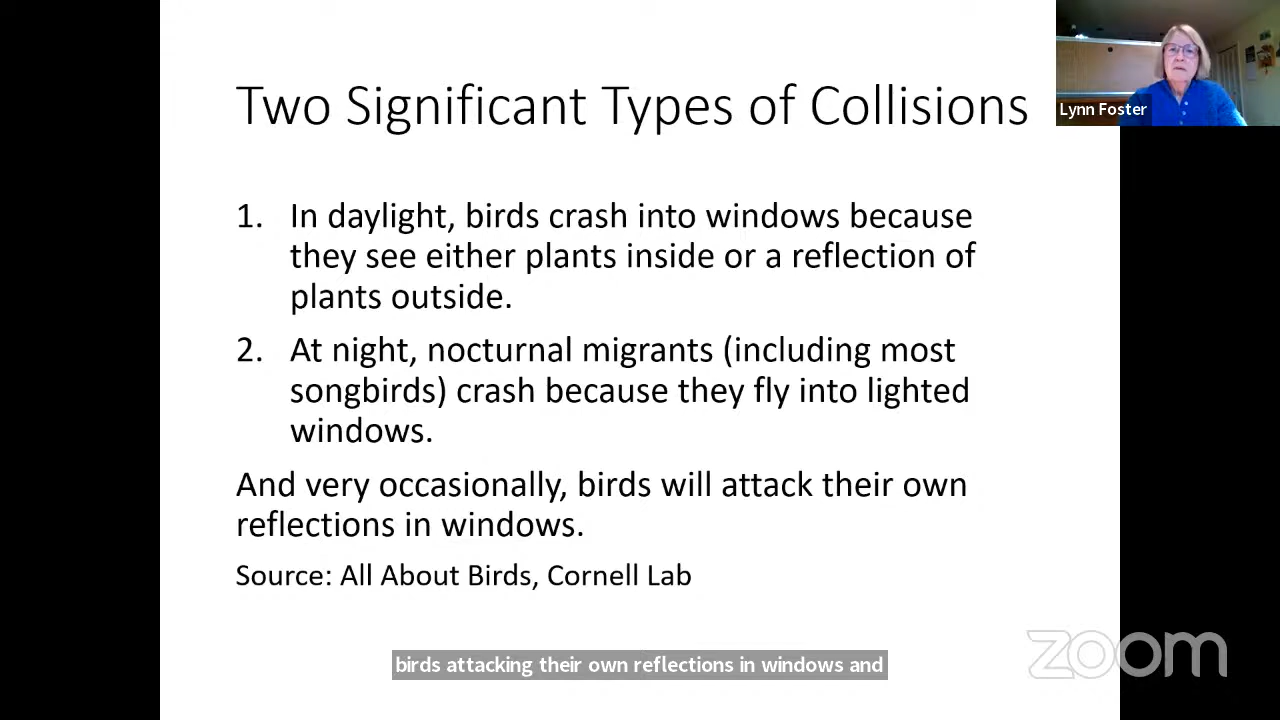 Two Significant Types of Collisions
Lynn Foster
1. In daylight, birds crash into windows because
they see either plants inside or a reflection of
plants outside.
2. At night, nocturnal migrants (including most
songbirds) crash because they fly into lighted
windows.
And very occasionally, birds will attack their own
reflections in windows.
Source: All About Birds, Cornell Lab
birds attacking their own reflections in windows and
zoom